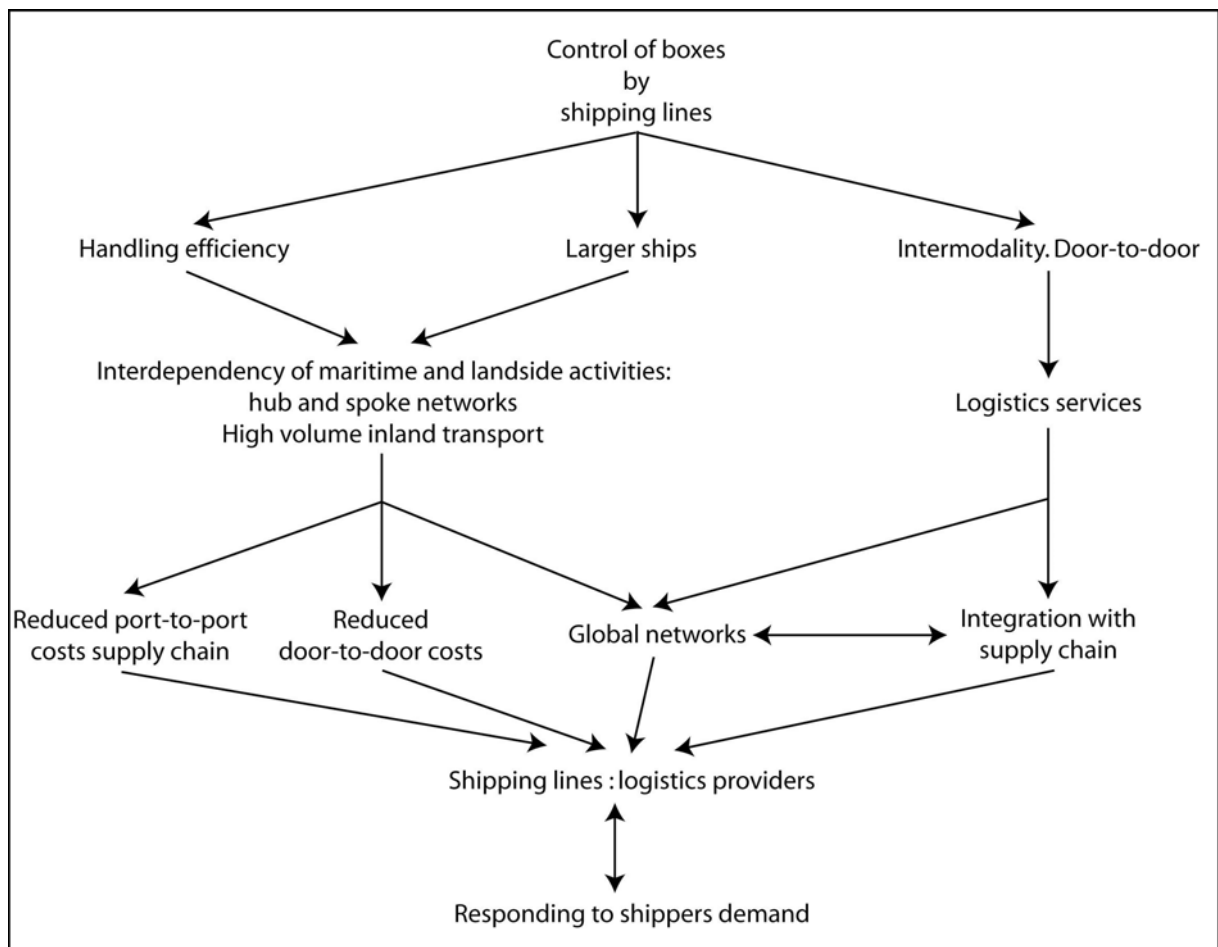 Control of boxes
by
shipping lines
Handling efficiency
Larger ships
Intermodality. Door-to-door
Interdependency of maritime and landside activities:
hub and spoke networks
High volume inland transport
Logistics services
Reduced port-to-port
costs supply chain
Reduced
door-to-door costs
Global networks
Integration with
supply chain
Shipping lines : logistics providers
Responding to shippers demand